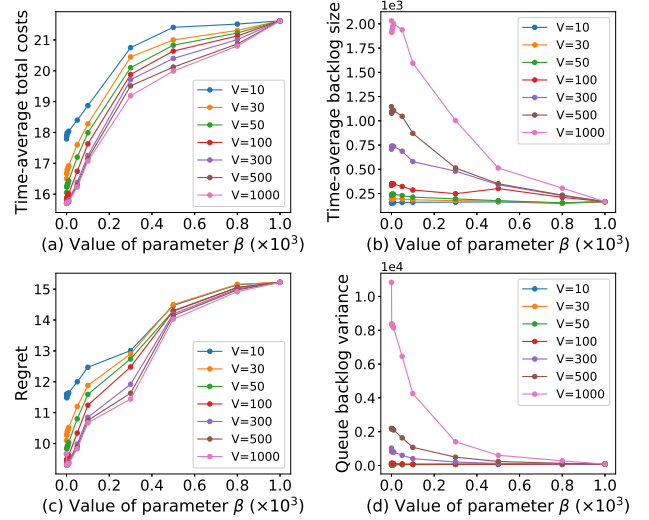 Time-average total costs
21
20
19
18
17
16
V=10
V=30
V=50
V=100
V=300
V=500
V=1000
0.0 0.2 0.4 0.6 0.8 1.0
(a) Value of parameter β (×10³)
1e3
Time-average backlog size
2.00
1.75
1.50
1.25
1.00
0.75
0.50
0.25
V=10
V=30
V=50
V=100
V=300
V=500
V=1000
0.0 0.2 0.4 0.6 0.8 1.0
(b) Value of parameter β (×10³)
Regret
15
14
13
12
11
10
V=10
V=30
V=50
V=100
V=300
V=500
V=1000
0.0 0.2 0.4 0.6 0.8 1.0
(c) Value of parameter β (×10³)
1e4
Queue backlog variance
1.0
0.8
0.6
0.4
0.2
0.0
V=10
V=30
V=50
V=100
V=300
V=500
V=1000
0.0 0.2 0.4 0.6 0.8 1.0
(d) Value of parameter β (×10³)